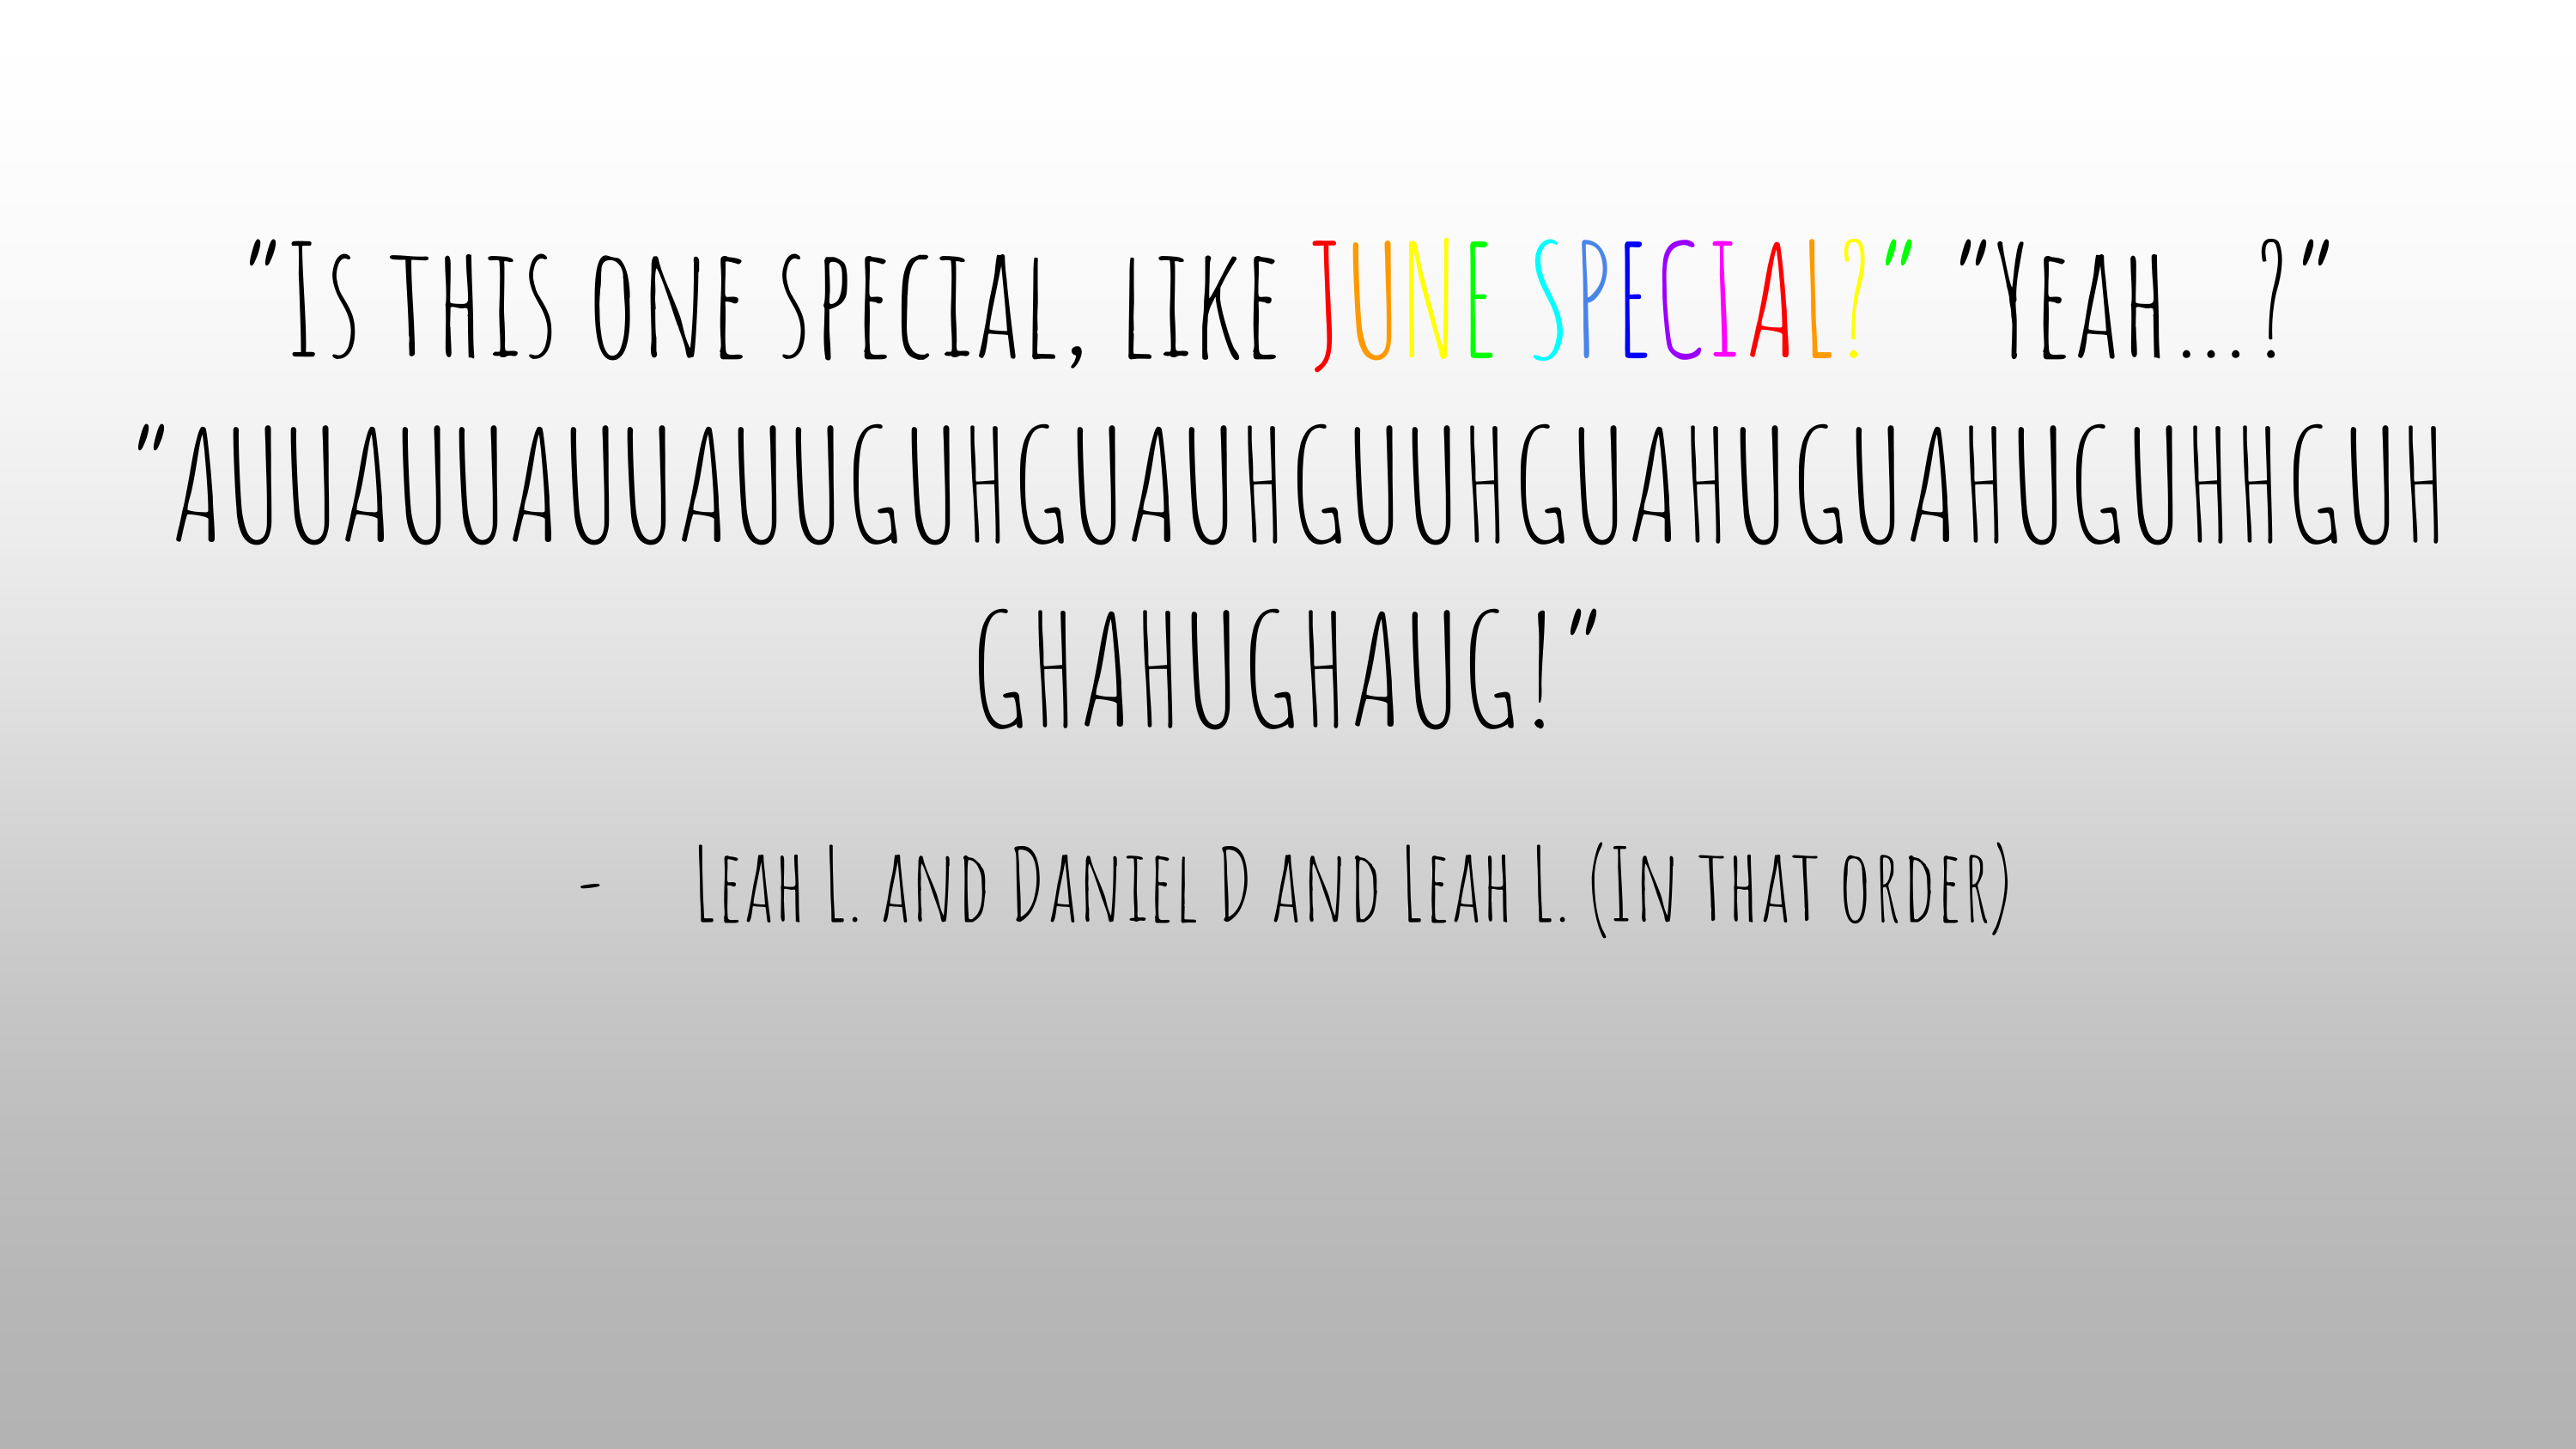 "Is this one special, like JUNE SPECIAL?" "Yeah...?"
"AUUAUUAUUAUUGUHGUAUHGUUHGUAHUGUAHUGUHHGUH
GHAHUGHAUG!"
- Leah L. and Daniel D and Leah L. (In that order)